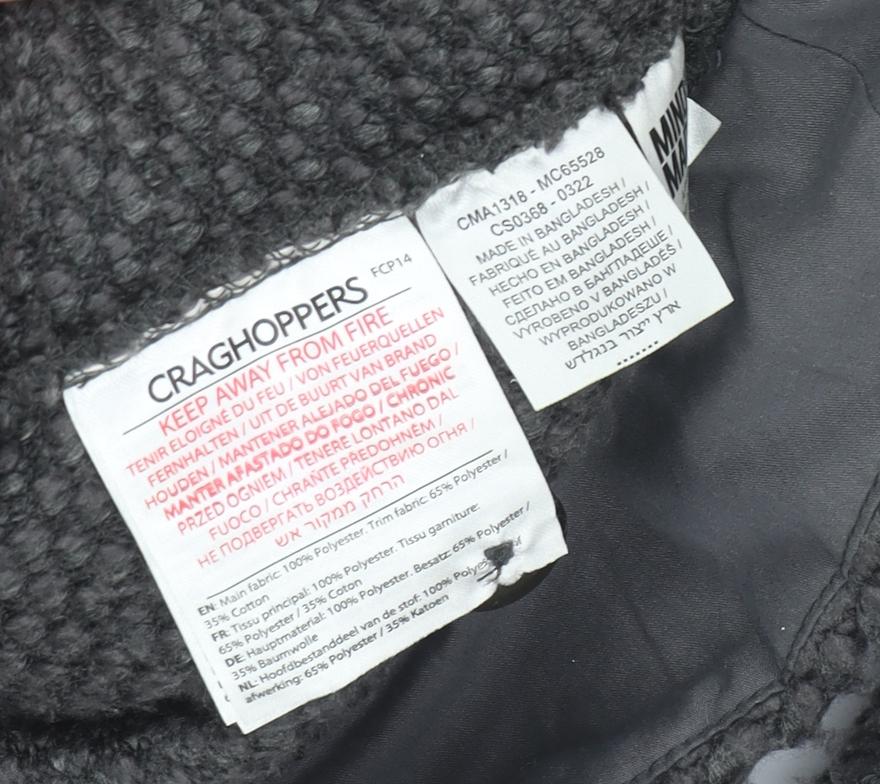 CRAGHOPPERS FCP14
KEEP AWAY FROM FIRE
TENIR ELOIGNÉ DU FEU / VON FEUERQUELLEN
FERNHALTEN / UIT DE BUURT VAN BRAND
HOUDEN / MANTENER ALEJADO DEL FUEGO /
MANTER AFASTADO DO FOGO / CHRONIC
PRZED OGNIEM / TENERE LONTANO DAL
FUOCO / CHRAŇTE PŘEDOHNĚM /
НЕ ПОДВЕРГАТЬ ВОЗДЕЙСТВИЮ ОГНЯ /
הרחק ממקור אש
EN: Main fabric: 100% Polyester. Trim fabric: 65% Polyester /
35% Cotton
FR: Tissu principal: 100% Polyester. Tissu garniture:
65% Polyester / 35% Coton
DE: Hauptmaterial: 100% Polyester. Besatz: 65% Polyester /
35% Baumwolle
NL: Hoofdbestanddeel van de stof: 100%
afwerking: 65% Polyester / 35% Katoen
CMA1318 - MC65528
CS0368 - 0322
MADE IN BANGLADESH /
FABRIQUÉ AU BANGLADESH /
HECHO EN BANGLADESH /
FEITO EM BANGLADESH /
СДЕЛАНО В БАНГЛАДЕШЕ /
VYROBENO V BANGLADÉŠ /
WYPRODUKOWANO W
BANGLADESZU /
ארץ ייצור בנגלדש